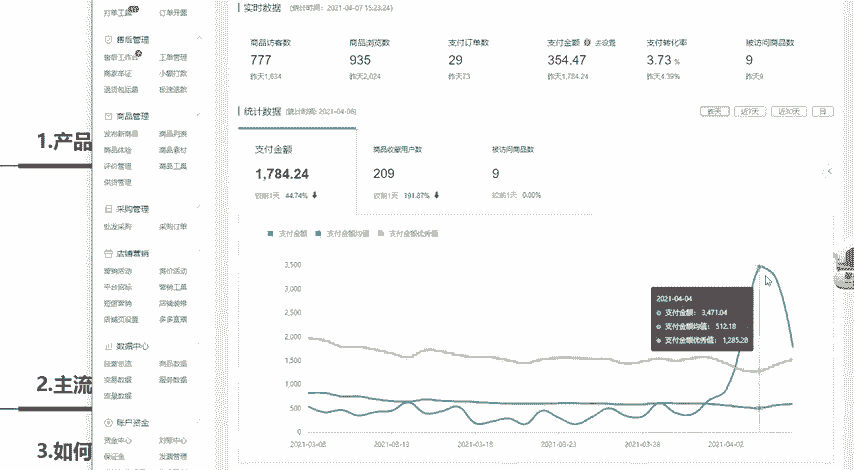 1.产品
2.主流
3.如何
打单工具
订单开票
售后管理
售后工作台
工单管理
商家举证
小额打款
退货包运费
极速退款
商品管理
发布新商品
商品列表
商品体检
商品素材
评价管理
商品工具
供货管理
采购管理
批发采购
采购订单
店铺营销
营销活动
竞价活动
平台招标
营销工具
短信营销
店铺装修
店铺页设置
多多直播
数据中心
经营总览
商品数据
交易数据
服务数据
流量数据
账户资金
资金中心
对账中心
保证金
发票管理
实时数据 (统计时间: 2021-04-07 15:23:24)
商品访客数
777
昨天1,634
商品浏览数
935
昨天2,024
支付订单数
29
昨天73
支付金额 去设置
354.47
昨天1,784.24
支付转化率
3.73 %
昨天4.39%
被访问商品数
9
昨天9
统计数据 (统计时间: 2021-04-06)
昨天 近7天 近30天 日
支付金额
1,784.24
较前1天 44.74%
商品收藏用户数
209
较前1天 191.87%
被访问商品数
9
较前1天 0.00%
支付金额 支付金额均值 支付金额优秀值
3,500
3,000
2,500
2,000
1,500
1,000
500
0
2021-04-04
支付金额: 3,471.04
支付金额均值: 512.18
支付金额优秀值: 1,285.28
2021-03-08 2021-03-13 2021-03-18 2021-03-23 2021-03-28 2021-04-02